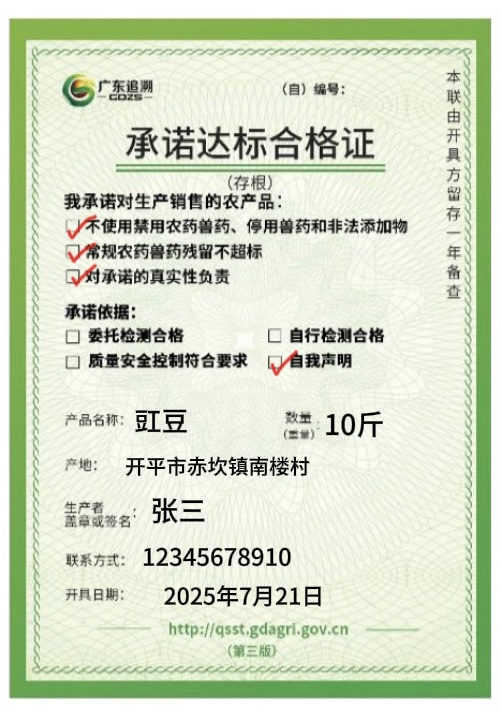 广东追溯
GDZS
（自）编号：
承诺达标合格证
（存根）
我承诺对生产销售的农产品：
不使用禁用农药兽药、停用兽药和非法添加物
常规农药兽药残留不超标
对承诺的真实性负责
承诺依据：
委托检测合格 自行检测合格
质量安全控制符合要求 自我声明
产品名称：豇豆 数量（重量）：10斤
产地：开平市赤坎镇南楼村
生产者
盖章或签名：张三
联系方式：12345678910
开具日期：2025年7月21日
http://qsst.gdagri.gov.cn
（第三版）
本联由开具方留存一年备查